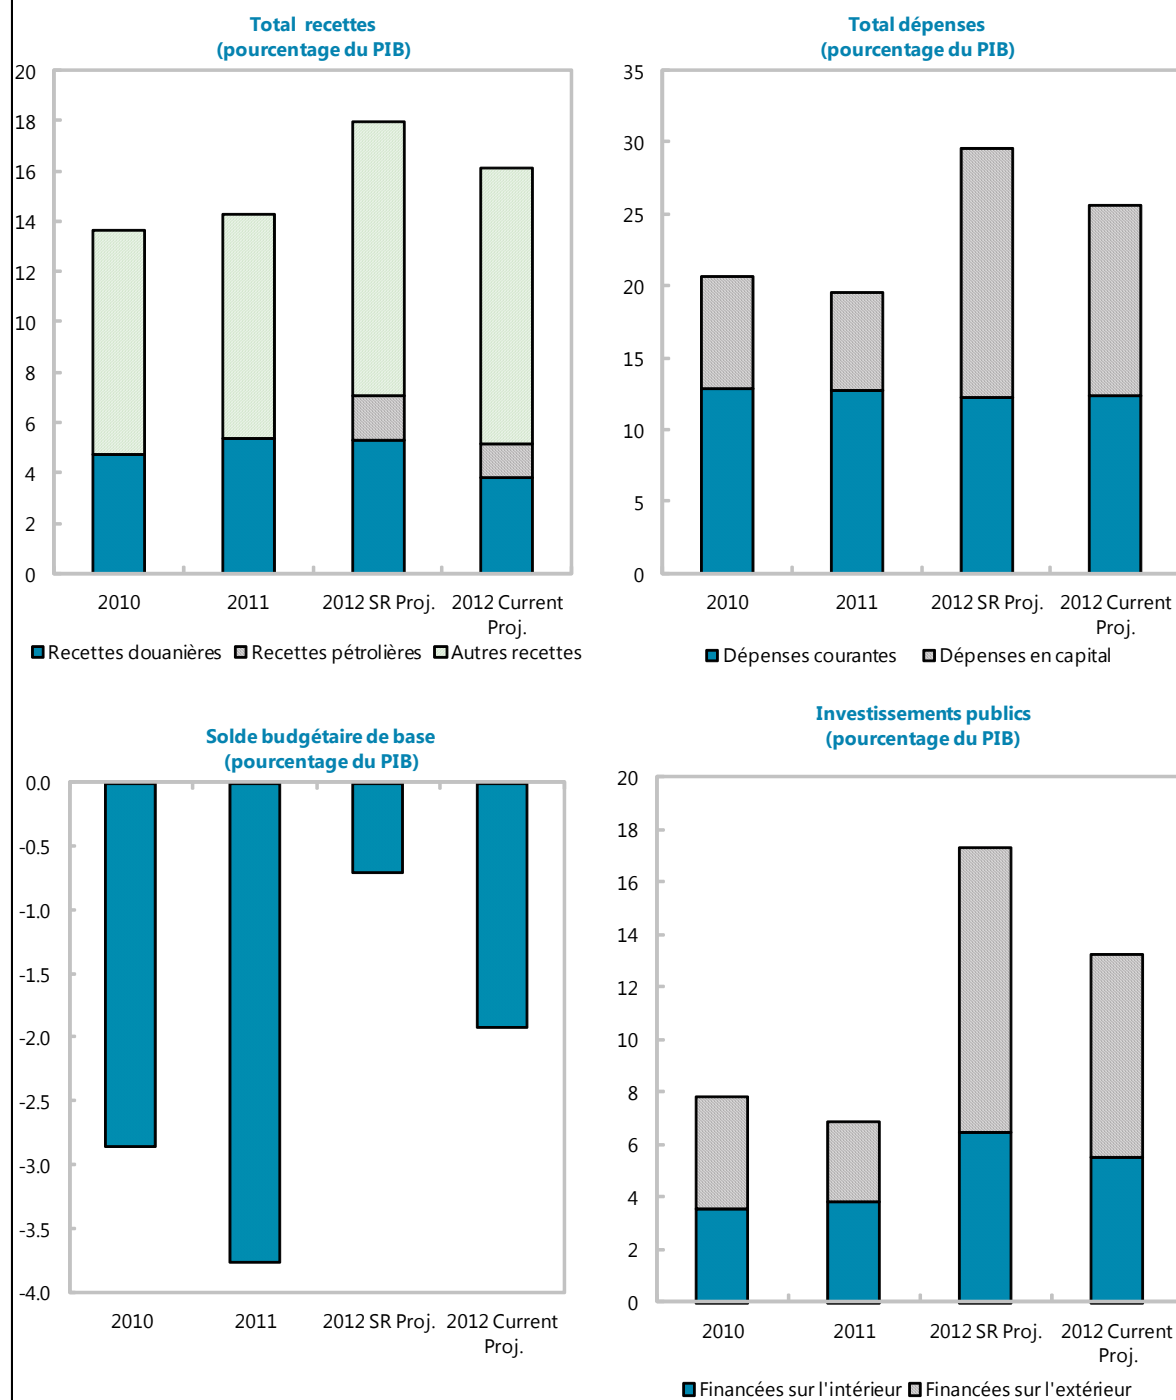 Total recettes
(pourcentage du PIB)
20
18
16
14
12
10
8
6
4
2
0
2010 2011 2012 SR Proj. 2012 Current
Proj.
Recettes douanières Recettes pétrolières Autres recettes
Total dépenses
(pourcentage du PIB)
35
30
25
20
15
10
5
0
2010 2011 2012 SR Proj. 2012 Current
Proj.
Dépenses courantes Dépenses en capital
Solde budgétaire de base
(pourcentage du PIB)
0.0
-0.5
-1.0
-1.5
-2.0
-2.5
-3.0
-3.5
-4.0
2010 2011 2012 SR Proj. 2012 Current
Proj.
Investissements publics
(pourcentage du PIB)
20
18
16
14
12
10
8
6
4
2
0
2010 2011 2012 SR Proj. 2012 Current
Proj.
Financées sur l'intérieur Financées sur l'extérieur